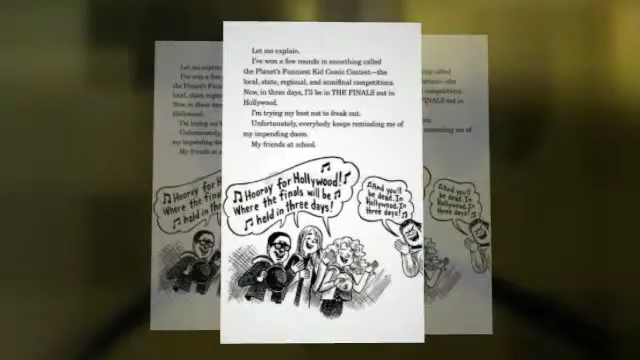 Let me explain.
I've won a few rounds in something called
the Planet's Funniest Kid Comic Contest—the
local, state, regional, and semifinal competitions.
Now, in three days, I'll be in THE FINALS out in
Hollywood.
I'm trying my best not to freak out.
Unfortunately, everybody keeps reminding me of
my impending doom.
My friends at school.
Hooray for Hollywood!
Where the finals will be
held in three days!
And you'll
be dead. In
Hollywood. In
three days!